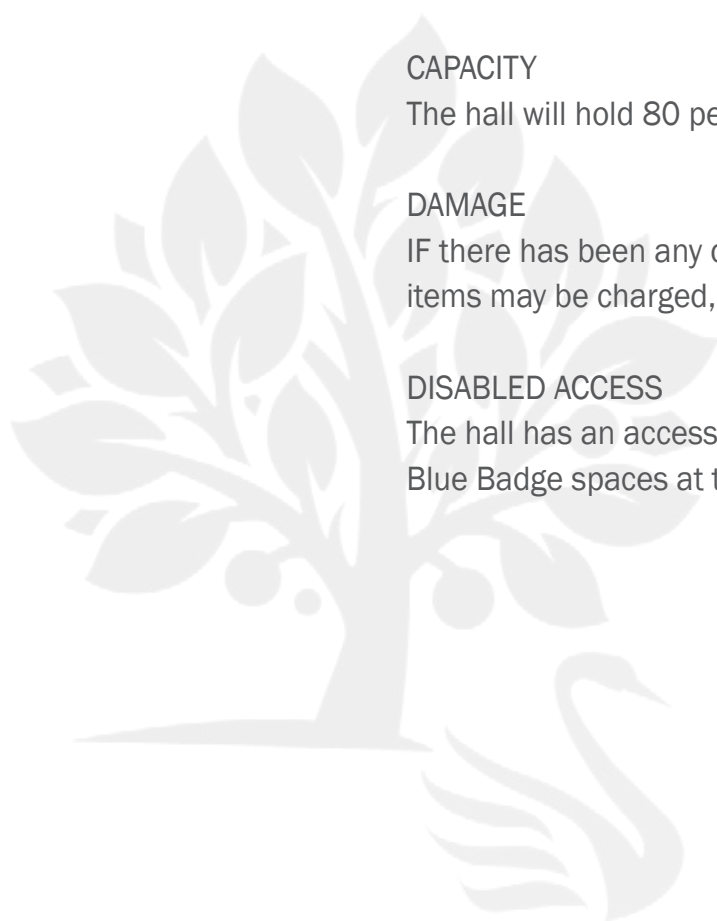 CAPACITY
The hall will hold 80
DAMAGE
IF there has been any
items may be charged,
DISABLED ACCESS
The hall has an access
Blue Badge spaces at